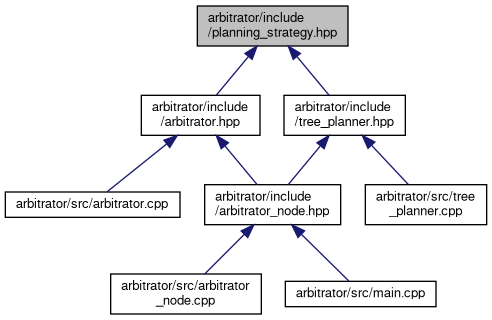 arbitrator/include
/planning_strategy.hpp
arbitrator/include
/arbitrator.hpp
arbitrator/include
/tree_planner.hpp
arbitrator/src/arbitrator.cpp
arbitrator/include
/arbitrator_node.hpp
arbitrator/src/tree
_planner.cpp
arbitrator/src/arbitrator
_node.cpp
arbitrator/src/main.cpp